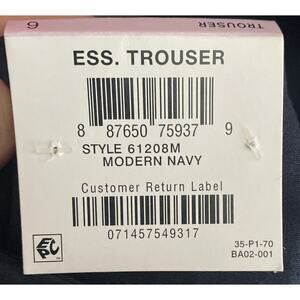 TROUSER
6
ESS. TROUSER
8 87650 75937 9
STYLE 61208M
MODERN NAVY
Customer Return Label
071457549317
EPC
35-P1-70
BA02-001